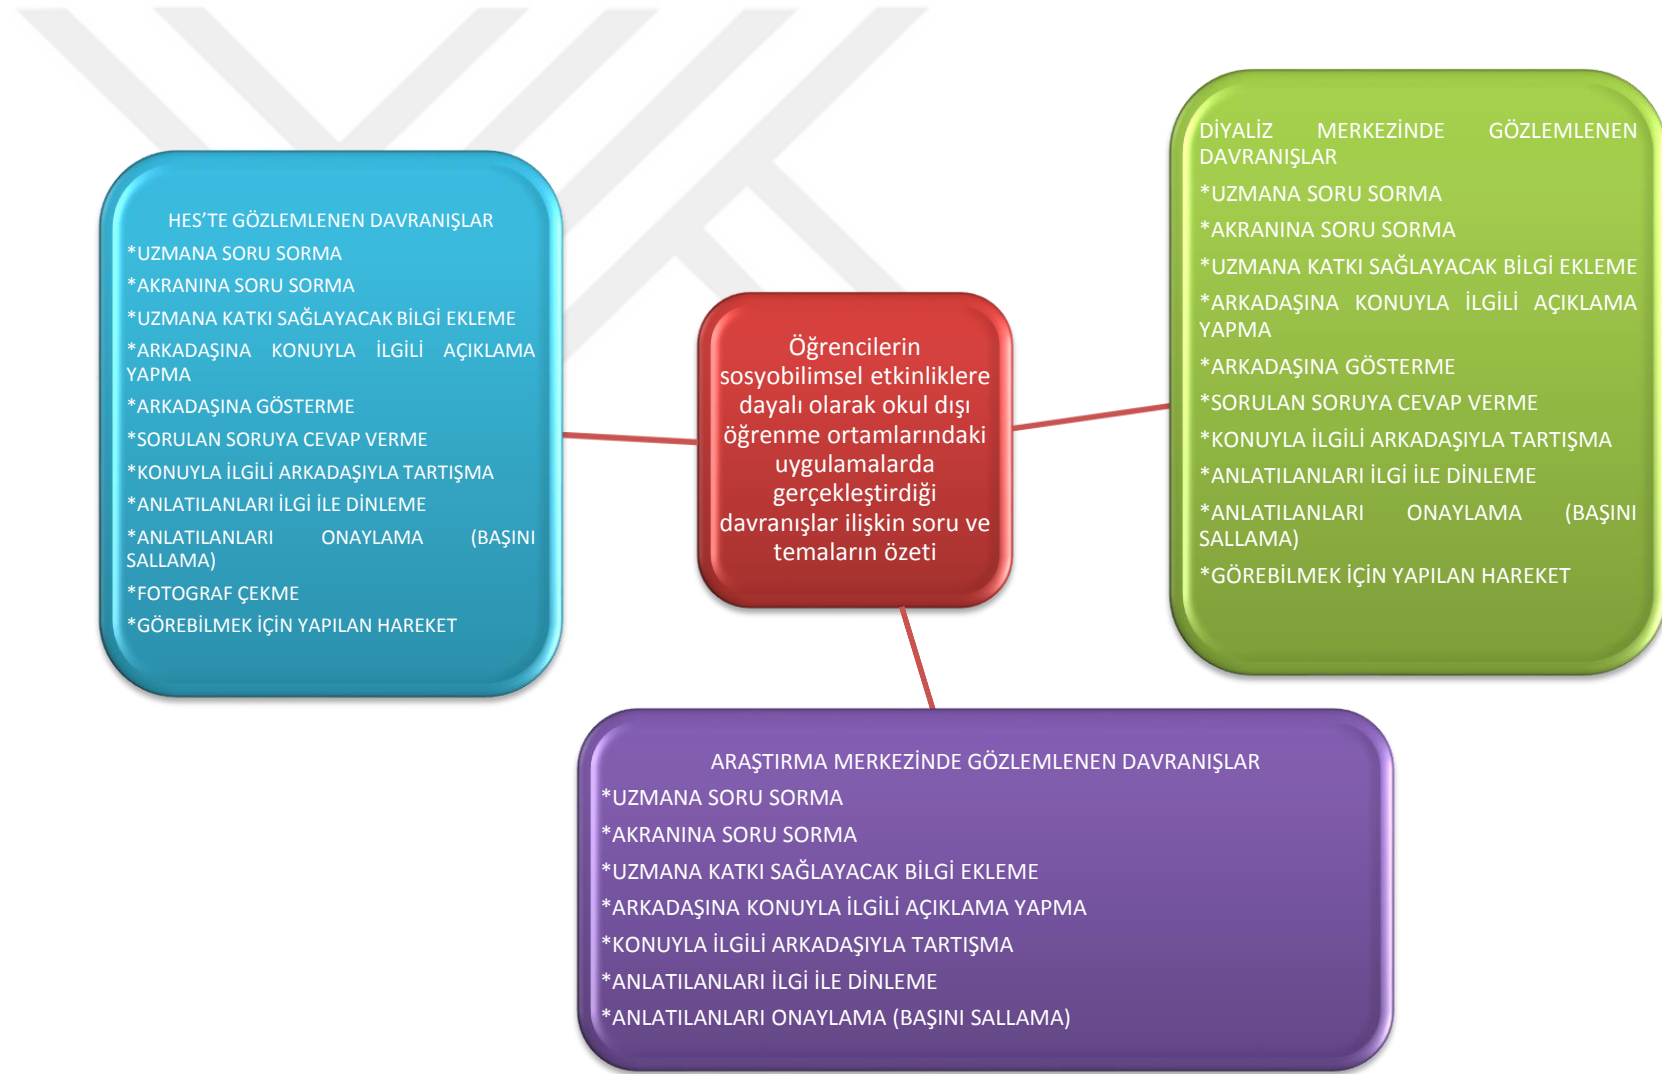 HES’TE GÖZLEMLENEN DAVRANIŞLAR
*UZMANA SORU SORMA
*AKRANINA SORU SORMA
*UZMANA KATKI SAĞLAYACAK BİLGİ EKLEME
*ARKADAŞINA KONUYLA İLGİLİ AÇIKLAMA
YAPMA
*ARKADAŞINA GÖSTERME
*SORULAN SORUYA CEVAP VERME
*KONUYLA İLGİLİ ARKADAŞIYLA TARTIŞMA
*ANLATILANLARI İLGİ İLE DİNLEME
*ANLATILANLARI ONAYLAMA (BAŞINI
SALLAMA)
*FOTOGRAF ÇEKME
*GÖREBİLMEK İÇİN YAPILAN HAREKET
Öğrencilerin
sosyobilimsel etkinliklere
dayalı olarak okul dışı
öğrenme ortamlarındaki
uygulamalarda
gerçekleştirdiği
davranışlar ilişkin soru ve
temaların özeti
DİYALİZ MERKEZİNDE GÖZLEMLENEN
DAVRANIŞLAR
*UZMANA SORU SORMA
*AKRANINA SORU SORMA
*UZMANA KATKI SAĞLAYACAK BİLGİ EKLEME
*ARKADAŞINA KONUYLA İLGİLİ AÇIKLAMA
YAPMA
*ARKADAŞINA GÖSTERME
*SORULAN SORUYA CEVAP VERME
*KONUYLA İLGİLİ ARKADAŞIYLA TARTIŞMA
*ANLATILANLARI İLGİ İLE DİNLEME
*ANLATILANLARI ONAYLAMA (BAŞINI
SALLAMA)
*GÖREBİLMEK İÇİN YAPILAN HAREKET
ARAŞTIRMA MERKEZİNDE GÖZLEMLENEN DAVRANIŞLAR
*UZMANA SORU SORMA
*AKRANINA SORU SORMA
*UZMANA KATKI SAĞLAYACAK BİLGİ EKLEME
*ARKADAŞINA KONUYLA İLGİLİ AÇIKLAMA YAPMA
*KONUYLA İLGİLİ ARKADAŞIYLA TARTIŞMA
*ANLATILANLARI İLGİ İLE DİNLEME
*ANLATILANLARI ONAYLAMA (BAŞINI SALLAMA)